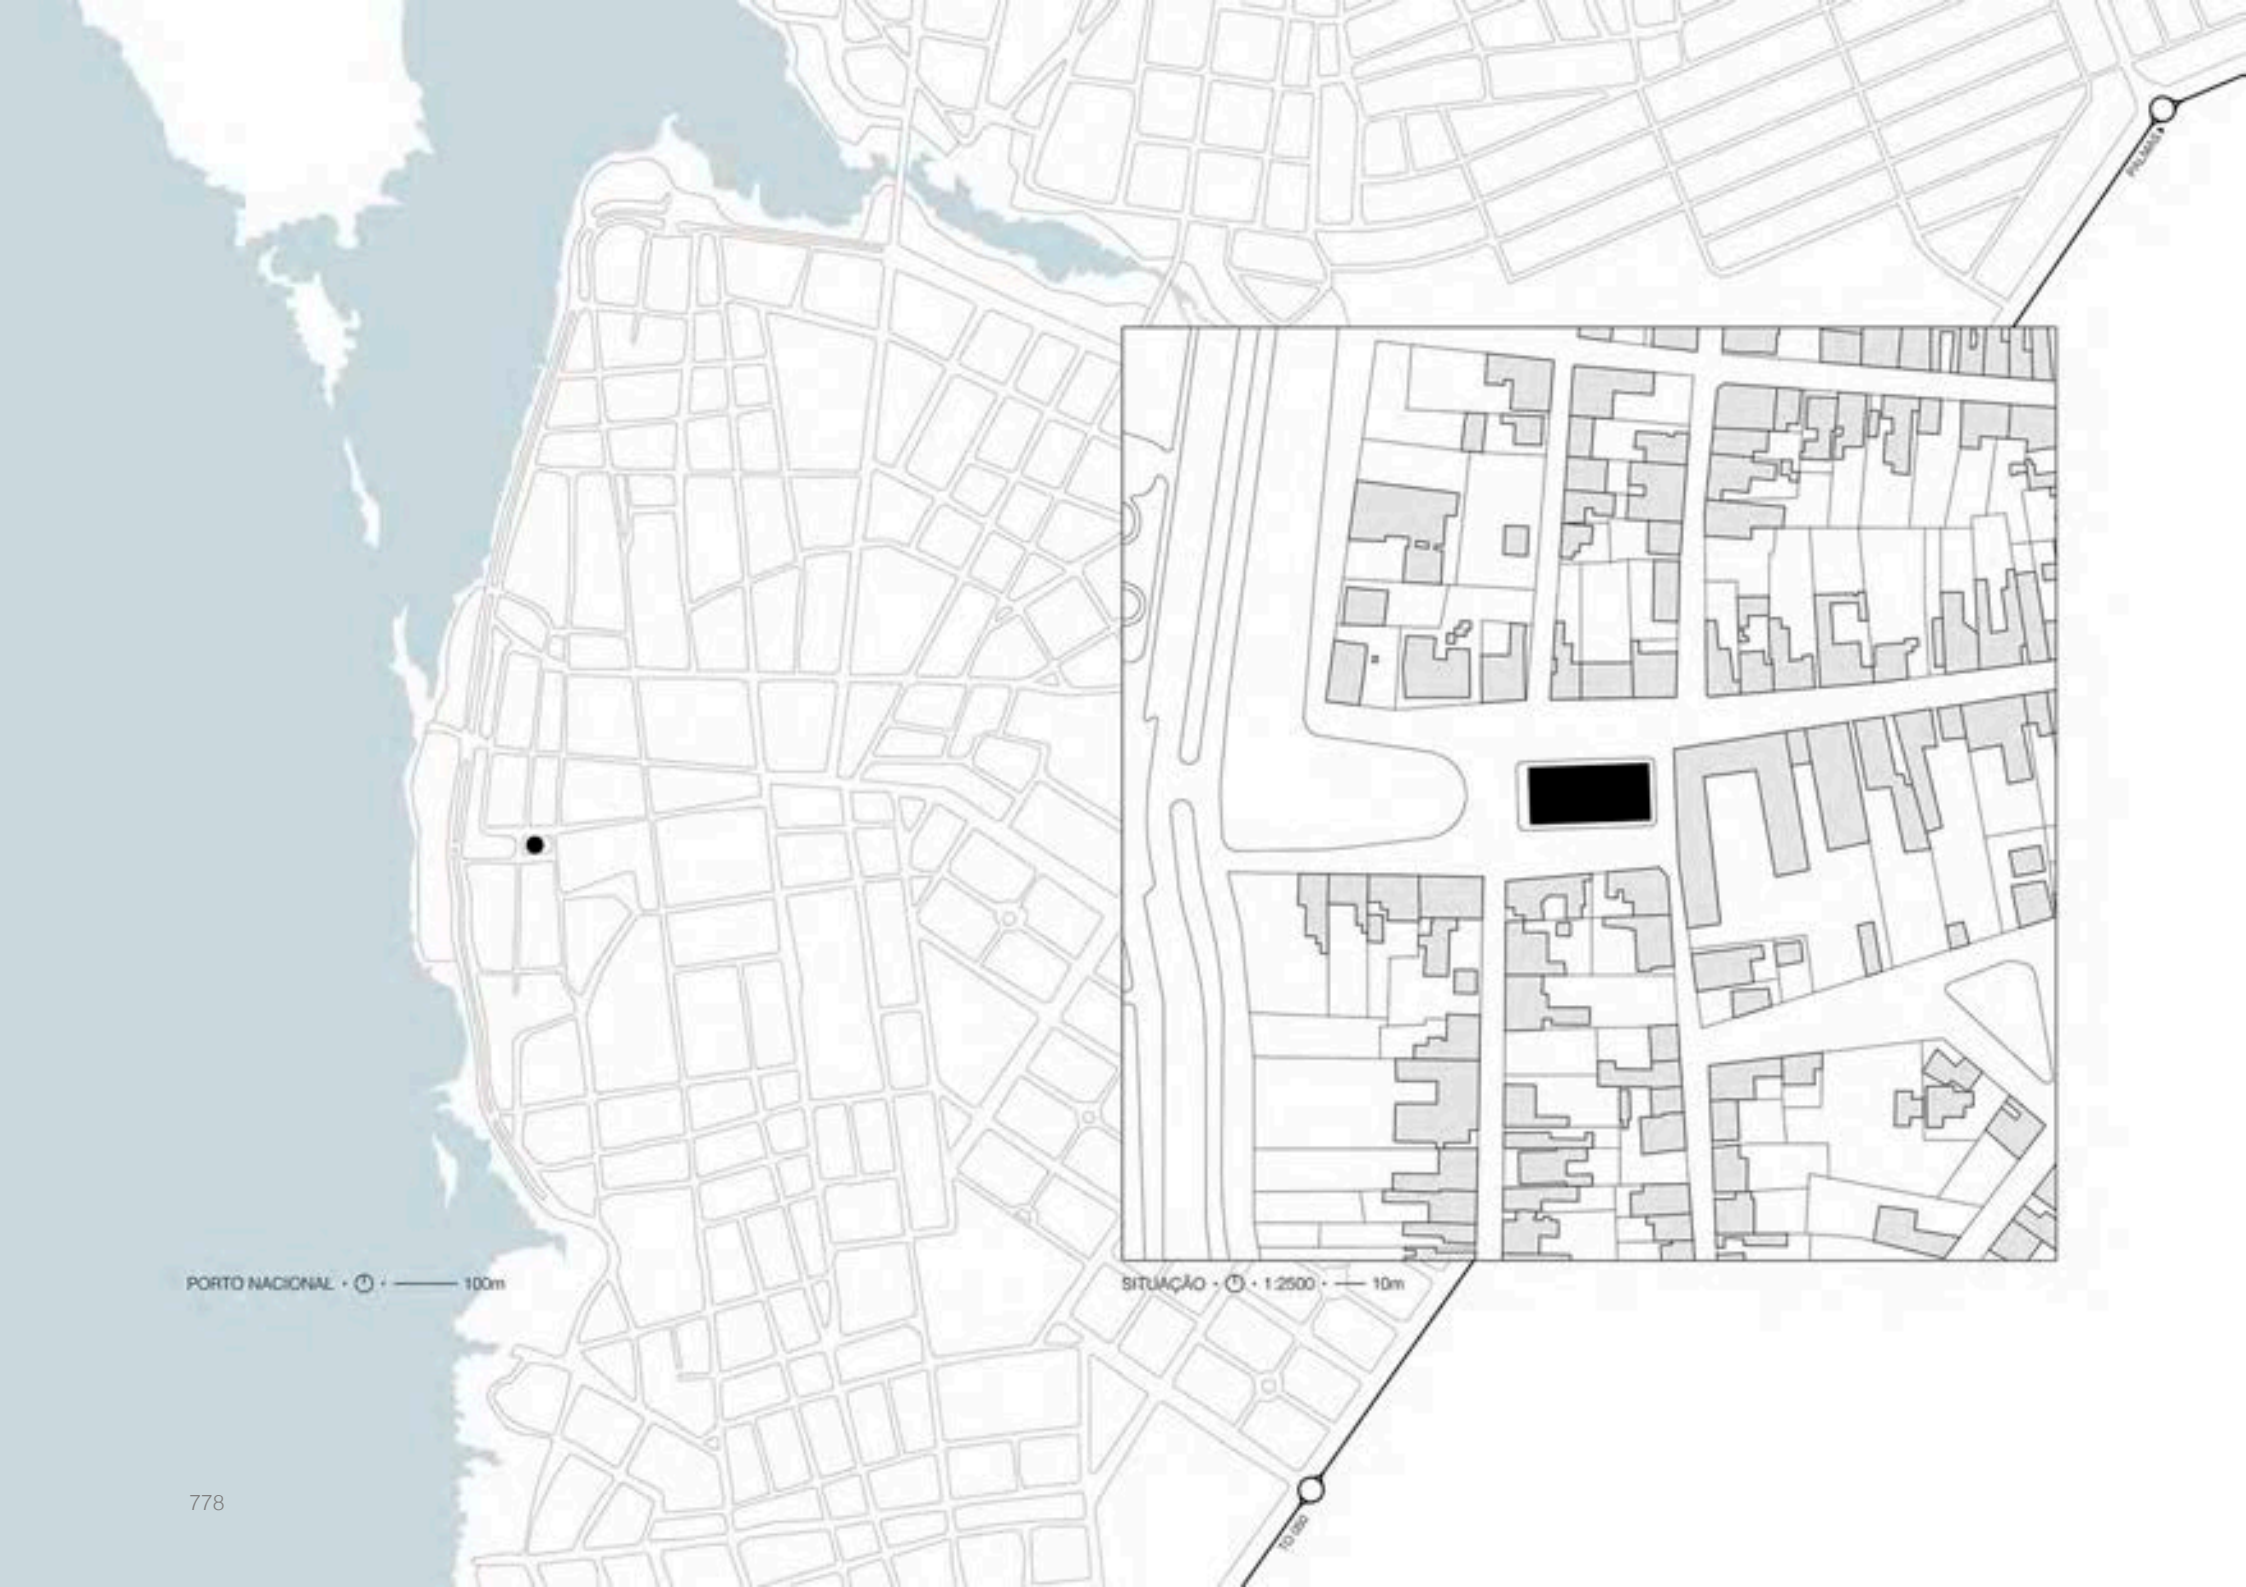 PALMAS
PORTO NACIONAL · · 100m
SITUAÇÃO · · 1:2500 · 10m
778
TO 050